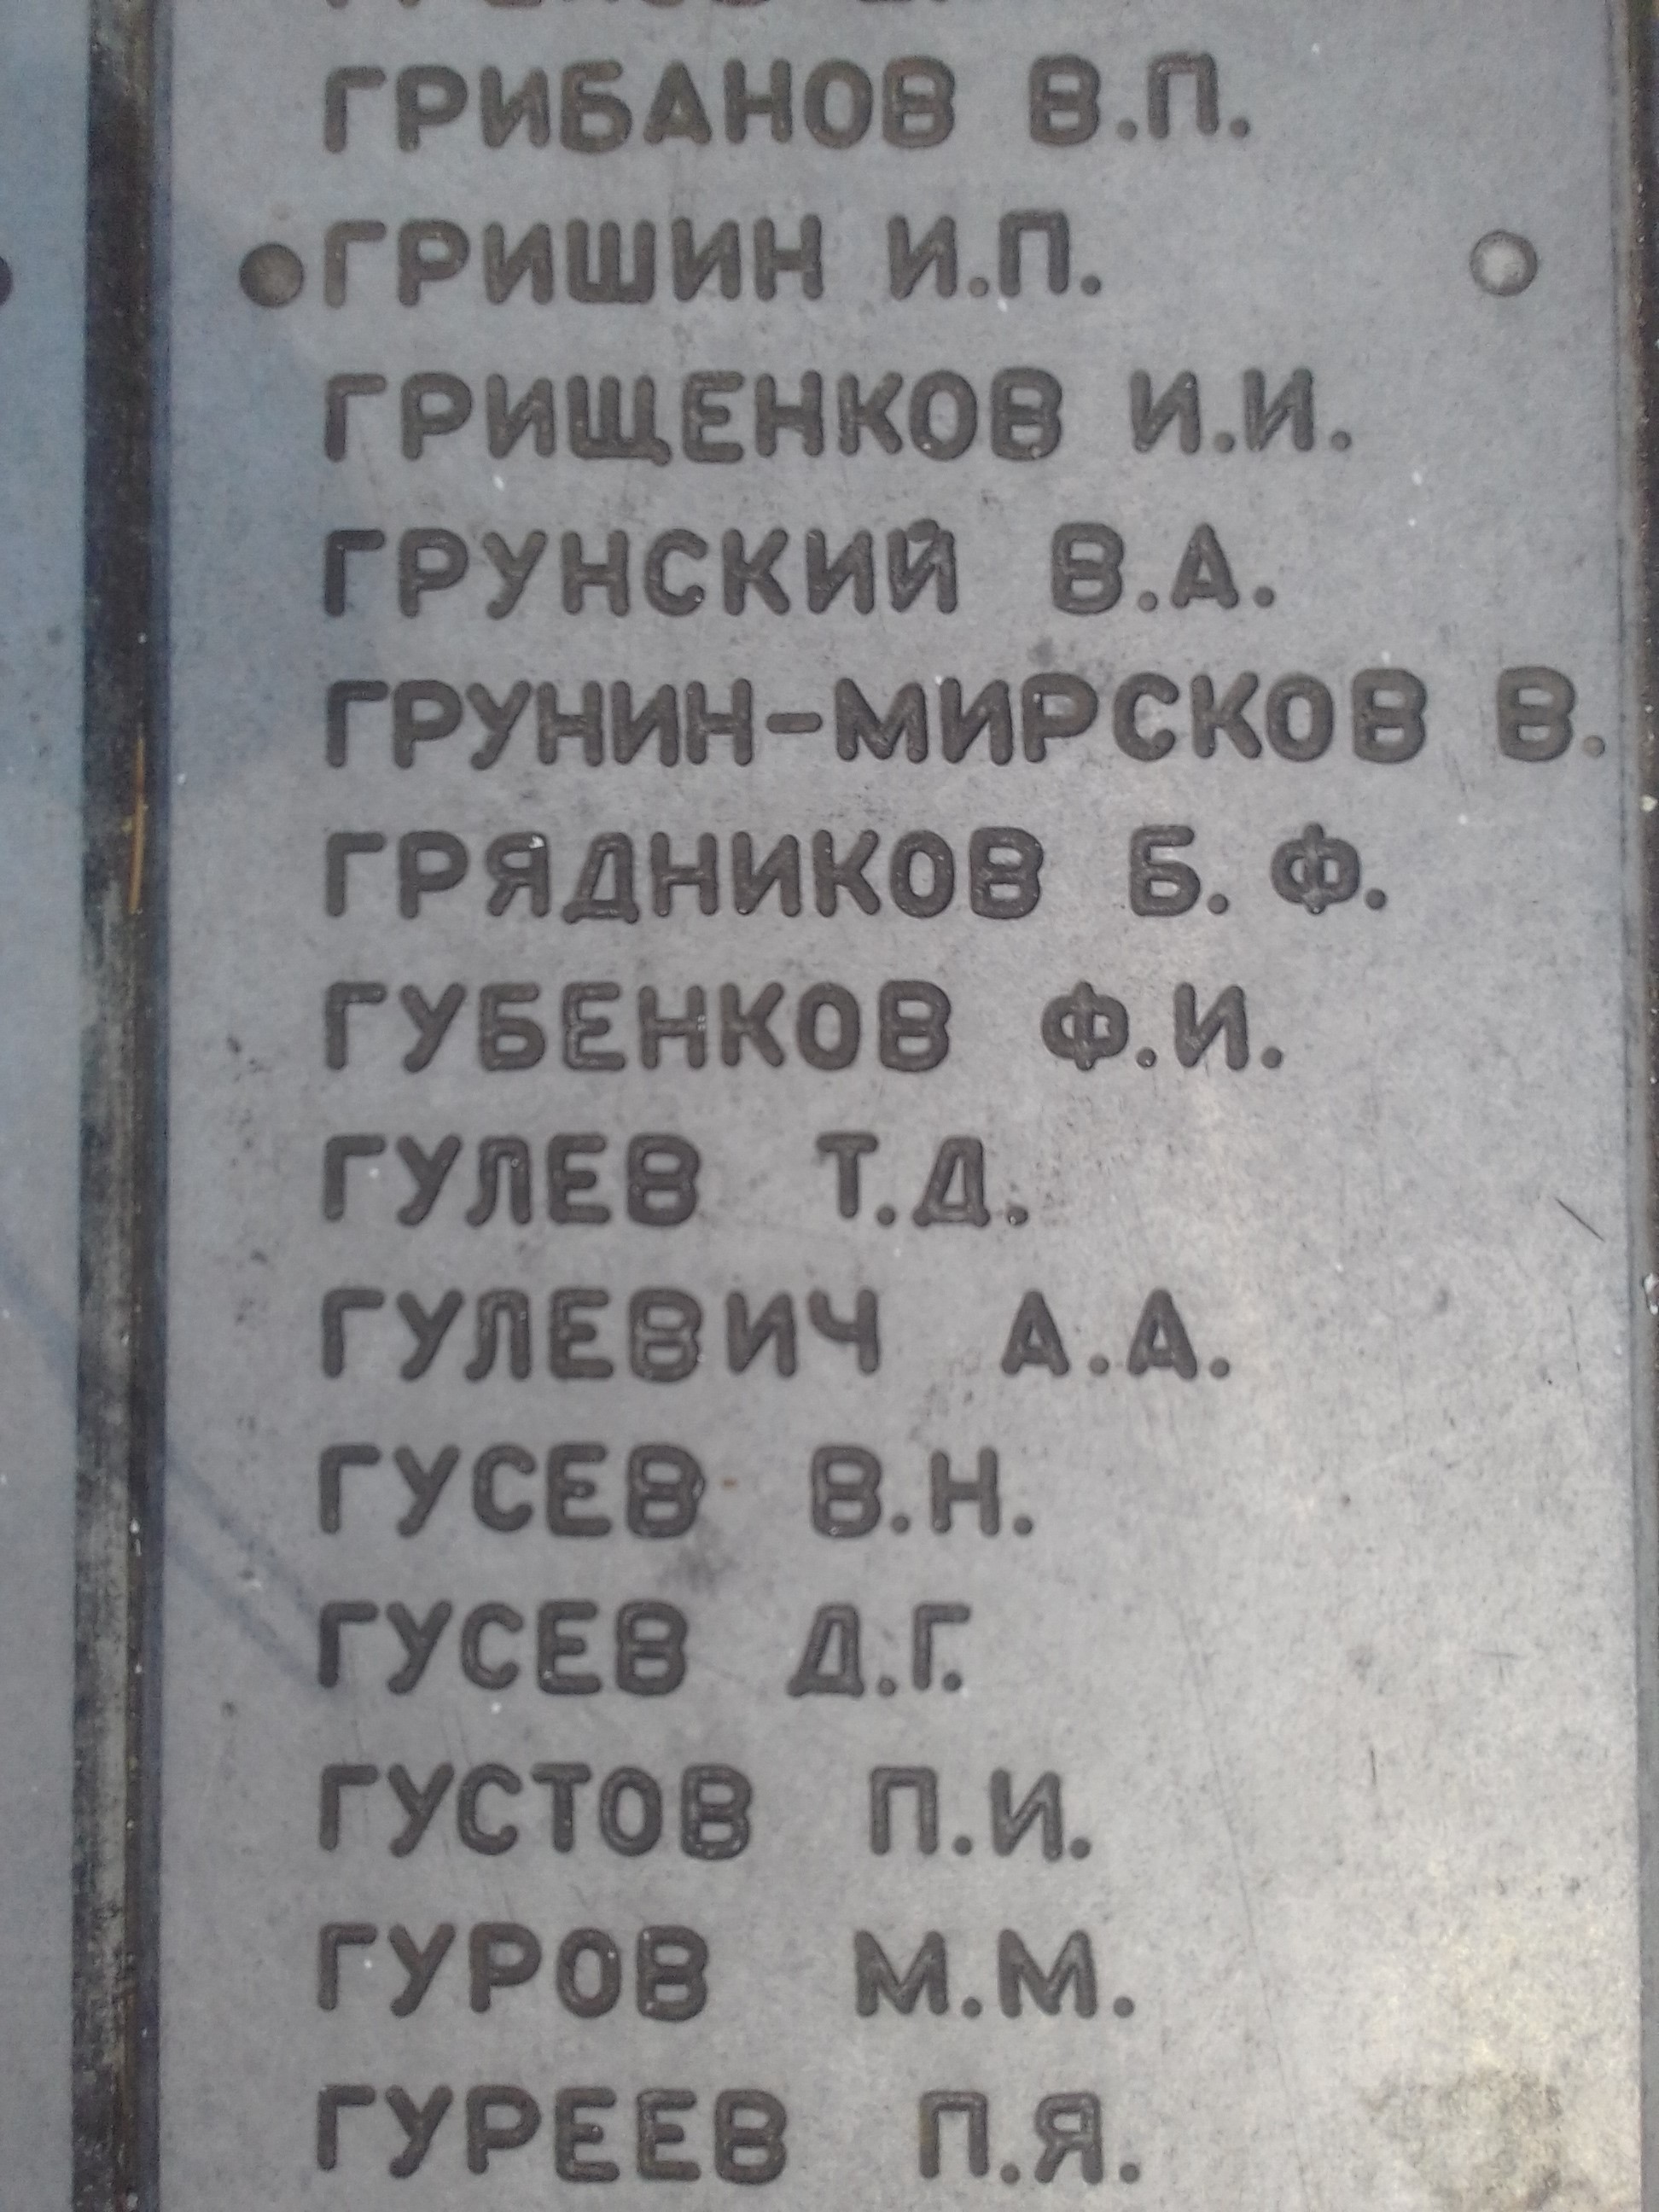 ГРИБАНОВ В.П.
ГРИШИН И.П.
ГРИЩЕНКОВ И.И.
ГРУНСКИЙ В.А.
ГРУНИН-МИРСКОВ В.
ГРЯДНИКОВ Б.Ф.
ГУБЕНКОВ Ф.И.
ГУЛЕВ Т.Д.
ГУЛЕВИЧ А.А.
ГУСЕВ В.Н.
ГУСЕВ Д.Г.
ГУСТОВ П.И.
ГУРОВ М.М.
ГУРЕЕВ П.Я.